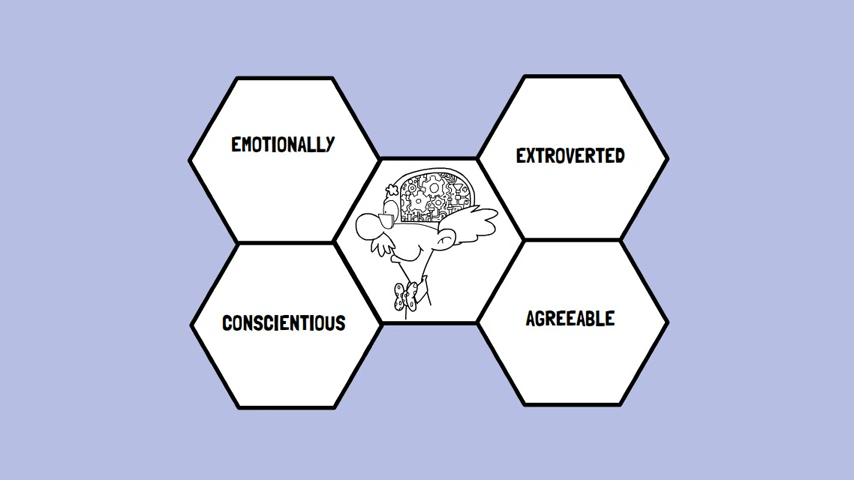 EMOTIONALLY
EXTROVERTED
CONSCIENTIOUS
AGREEABLE